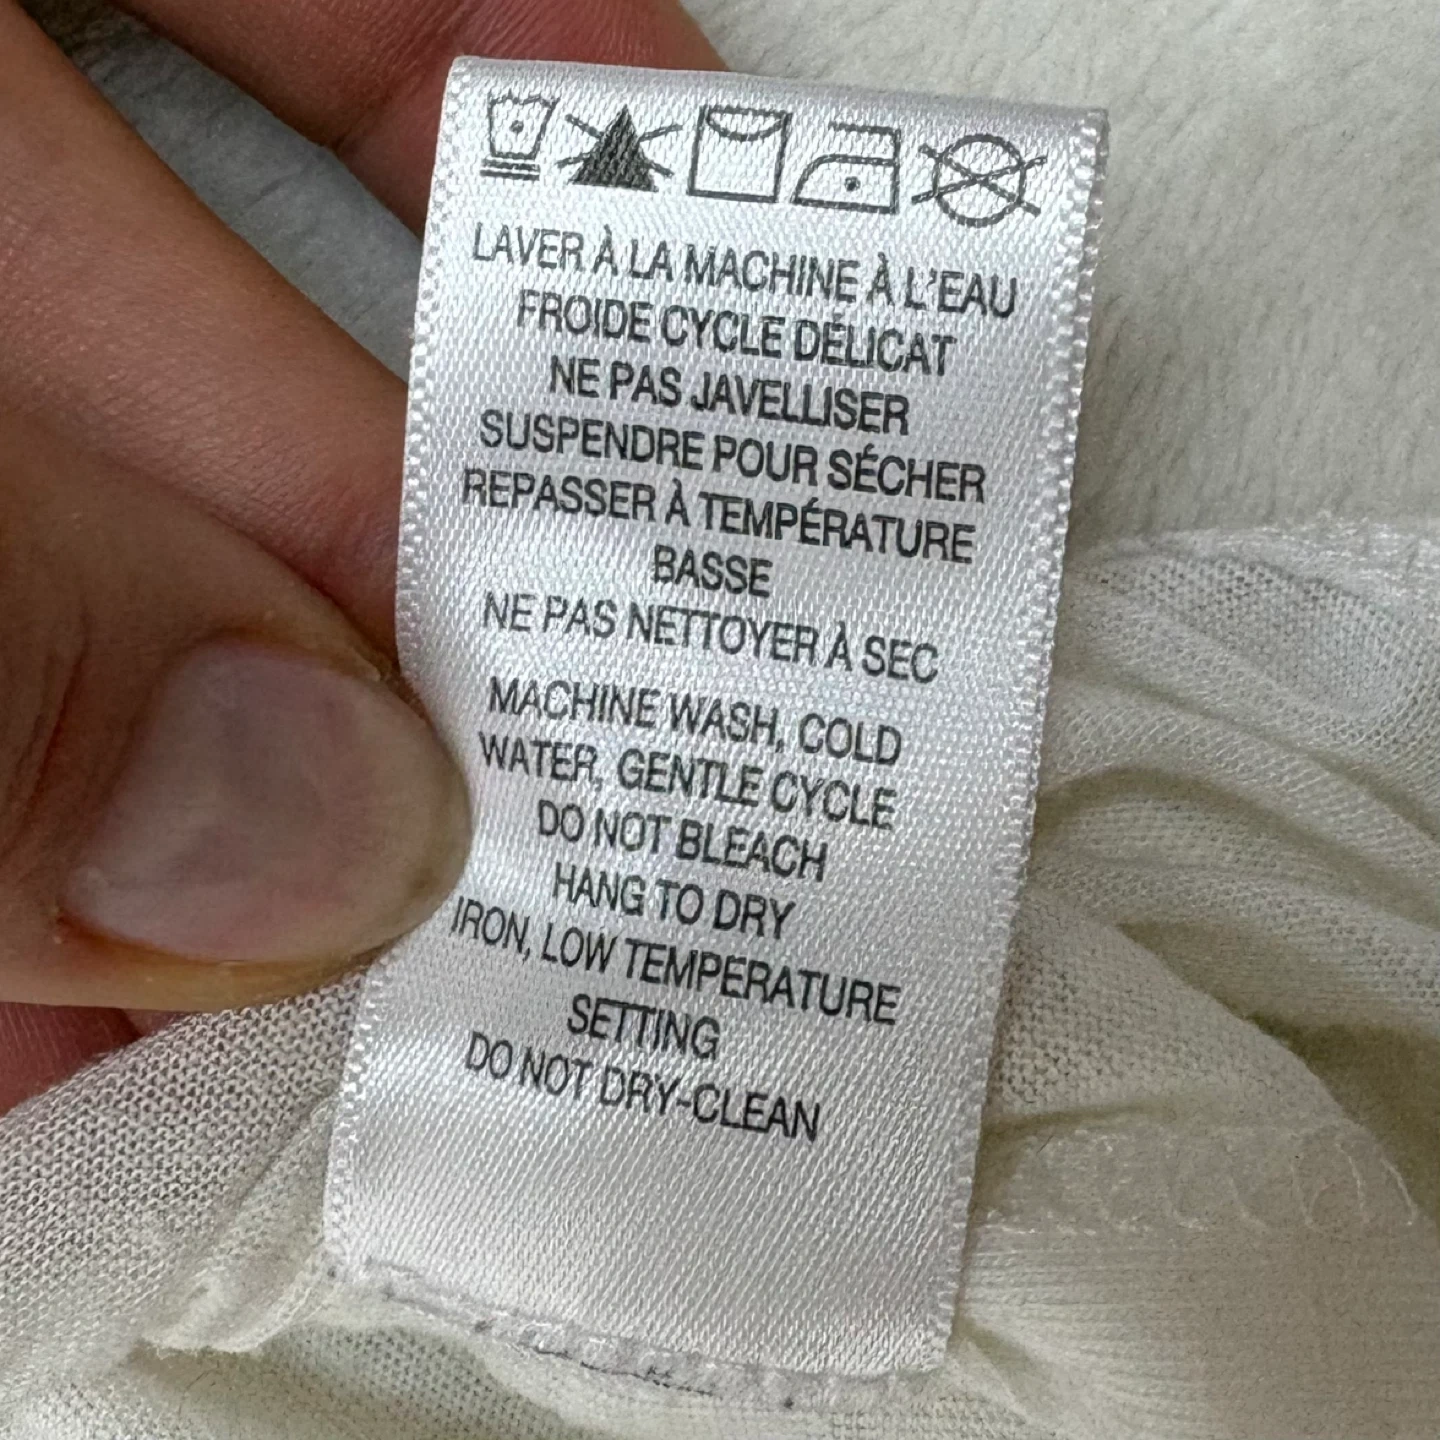 LAVER À LA MACHINE À L'EAU
FROIDE CYCLE DÉLICAT
NE PAS JAVELLISER
SUSPENDRE POUR SÉCHER
REPASSER À TEMPÉRATURE
BASSE
NE PAS NETTOYER À SEC
MACHINE WASH, COLD
WATER, GENTLE CYCLE
DO NOT BLEACH
HANG TO DRY
IRON, LOW TEMPERATURE
SETTING
DO NOT DRY-CLEAN